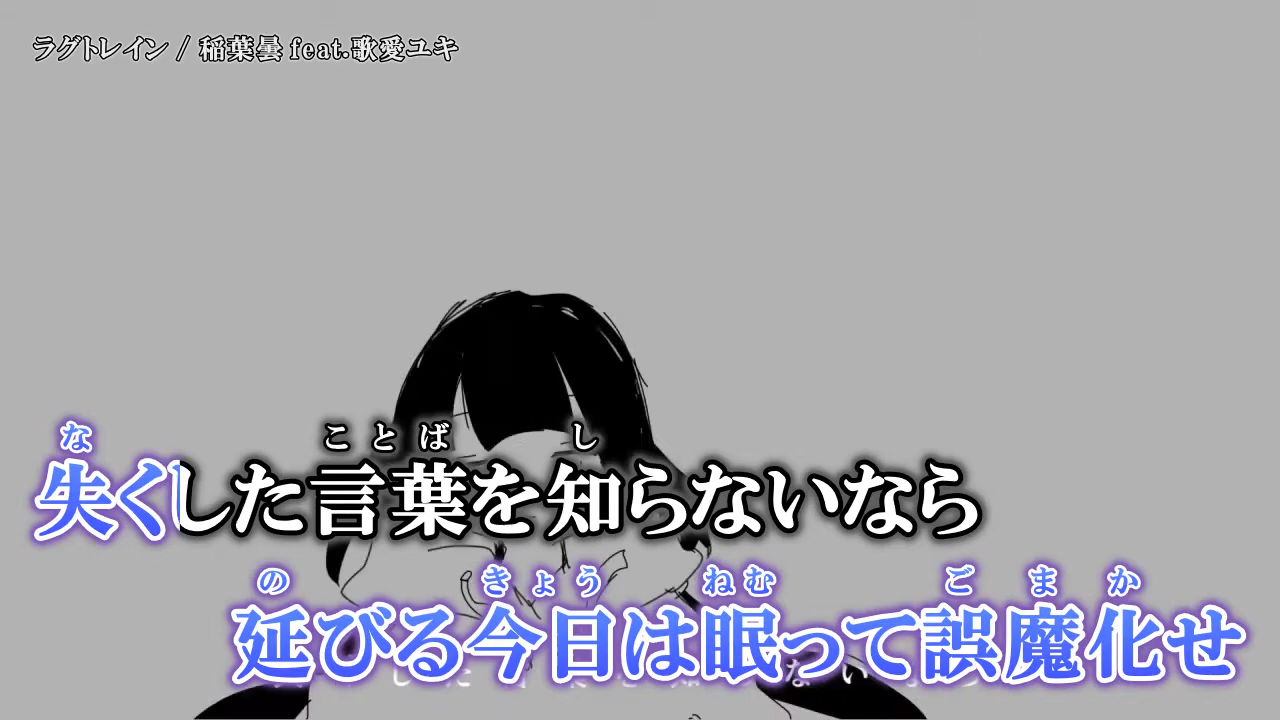 ラグトレイン / 稲葉曇 feat.歌愛ユキ
な ことば し
失くした言葉を知らないなら
の きょう ねむ ごまか
延びる今日は眠って誤魔化せ